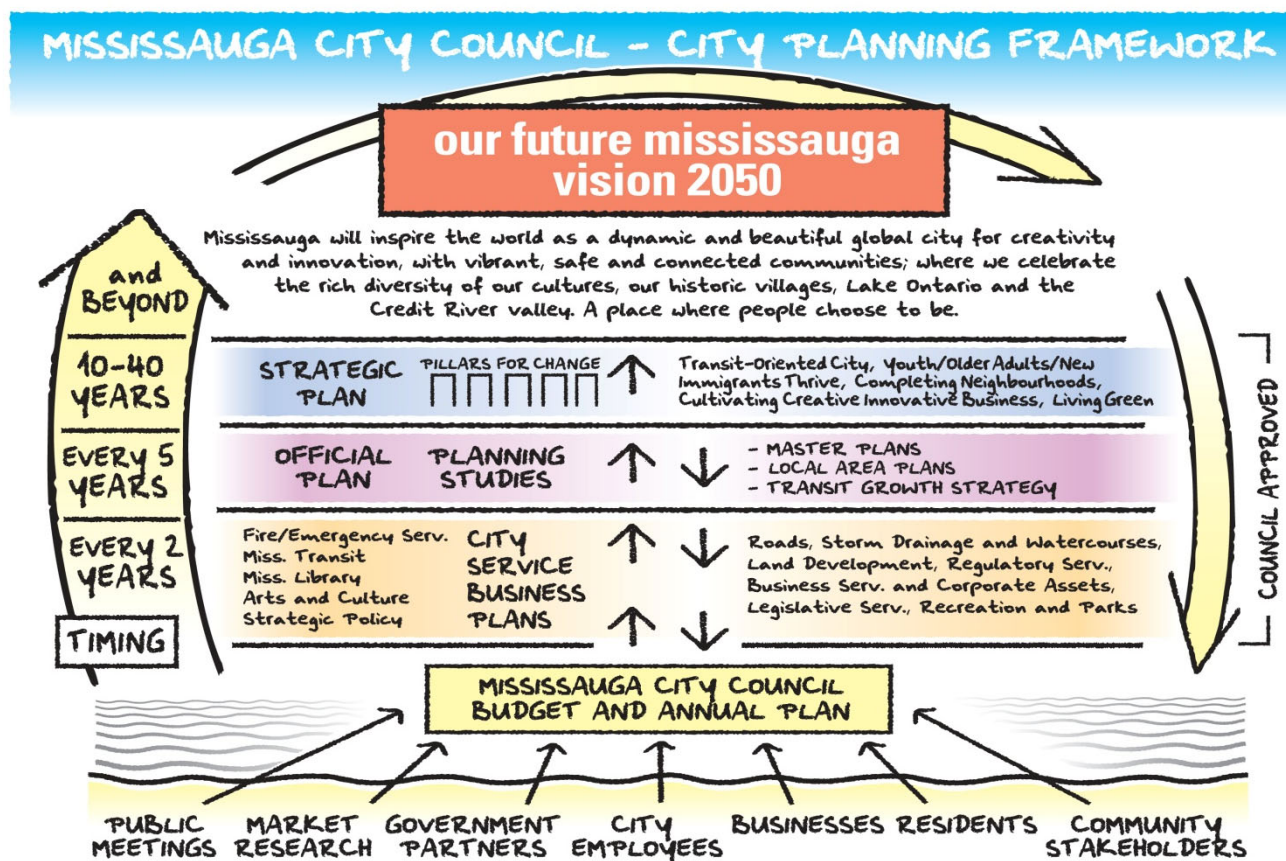 MISSISSAUGA CITY COUNCIL – CITY PLANNING FRAMEWORK
our future mississauga
vision 2050
Mississauga will inspire the world as a dynamic and beautiful global city for creativity
and innovation, with vibrant, safe and connected communities; where we celebrate
the rich diversity of our cultures, our historic villages, Lake Ontario and the
Credit River valley. A place where people choose to be.
and
BEYOND
10-40
YEARS
STRATEGIC
PLAN
PILLARS FOR CHANGE
Transit-Oriented City, Youth/Older Adults/New
Immigrants Thrive, Completing Neighbourhoods,
Cultivating Creative Innovative Business, Living Green
EVERY 5
YEARS
OFFICIAL
PLAN
PLANNING
STUDIES
- MASTER PLANS
- LOCAL AREA PLANS
- TRANSIT GROWTH STRATEGY
EVERY 2
YEARS
Fire/Emergency Serv.
Miss. Transit
Miss. Library
Arts and Culture
Strategic Policy
CITY
SERVICE
BUSINESS
PLANS
Roads, Storm Drainage and Watercourses,
Land Development, Regulatory Serv.,
Business Serv. and Corporate Assets,
Legislative Serv., Recreation and Parks
TIMING
COUNCIL APPROVED
MISSISSAUGA CITY COUNCIL
BUDGET AND ANNUAL PLAN
PUBLIC
MEETINGS
MARKET
RESEARCH
GOVERNMENT
PARTNERS
CITY
EMPLOYEES
BUSINESSES
RESIDENTS
COMMUNITY
STAKEHOLDERS